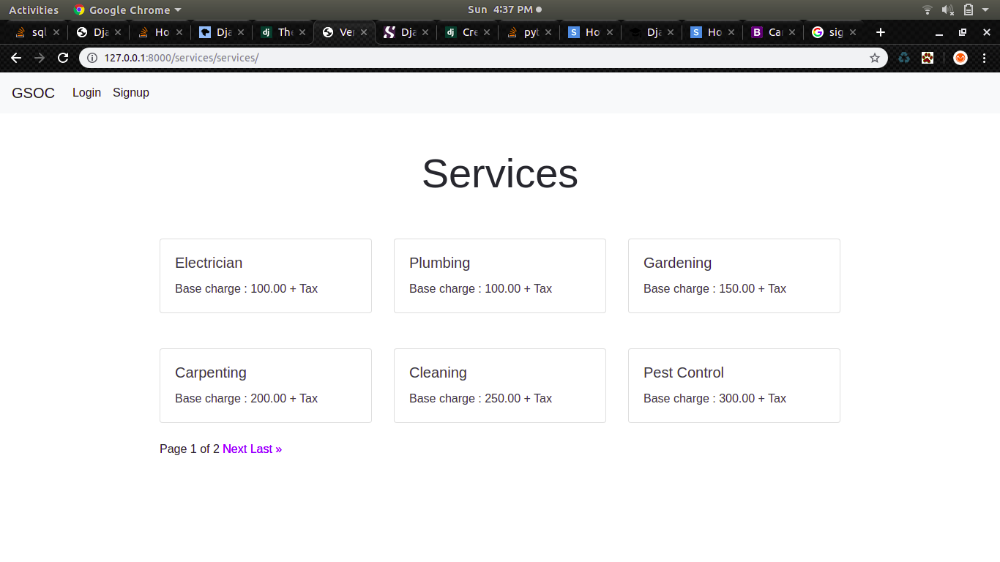 Activities Google Chrome Sun 4:37 PM
sql Dja Ho Dja The Ver Dja Cre pyt Ho Dja Ho Ca sig
127.0.0.1:8000/services/services/
GSOC Login Signup
Services
Electrician Plumbing Gardening
Base charge : 100.00 + Tax Base charge : 100.00 + Tax Base charge : 150.00 + Tax
Carpenting Cleaning Pest Control
Base charge : 200.00 + Tax Base charge : 250.00 + Tax Base charge : 300.00 + Tax
Page 1 of 2 Next Last »